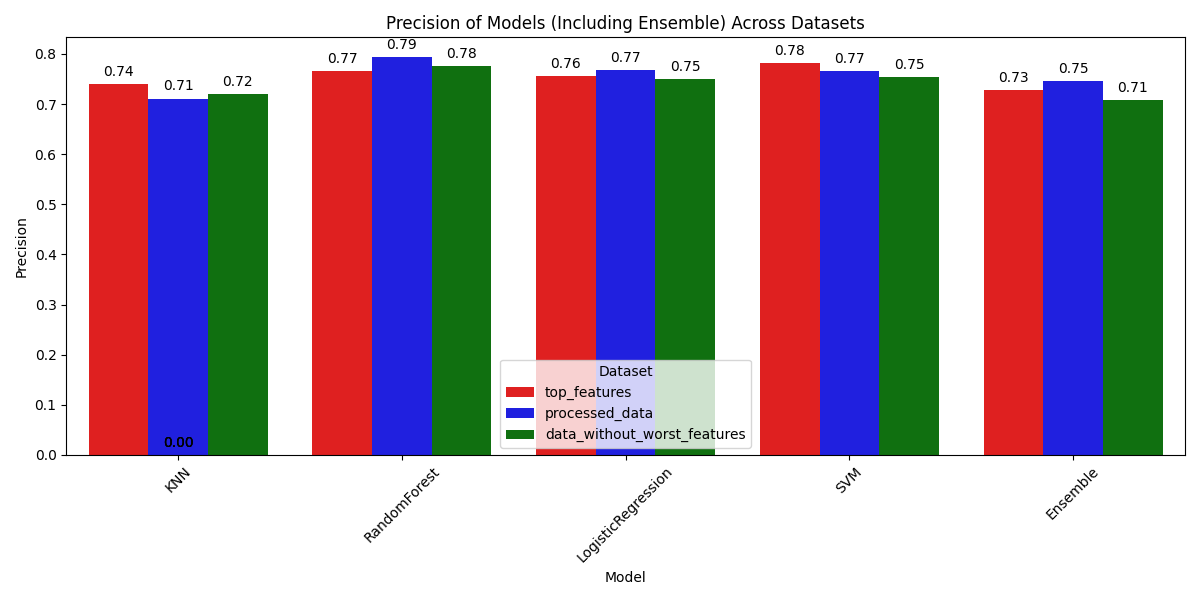 Precision of Models (Including Ensemble) Across Datasets
0.8
0.7
0.6
0.5
0.4
0.3
0.2
0.1
0.0
Precision
0.74
0.71
0.72
0.77
0.79
0.78
0.76
0.77
0.75
0.78
0.77
0.75
0.73
0.75
0.71
0.00
Dataset
top_features
processed_data
data_without_worst_features
KNN
RandomForest
LogisticRegression
SVM
Ensemble
Model